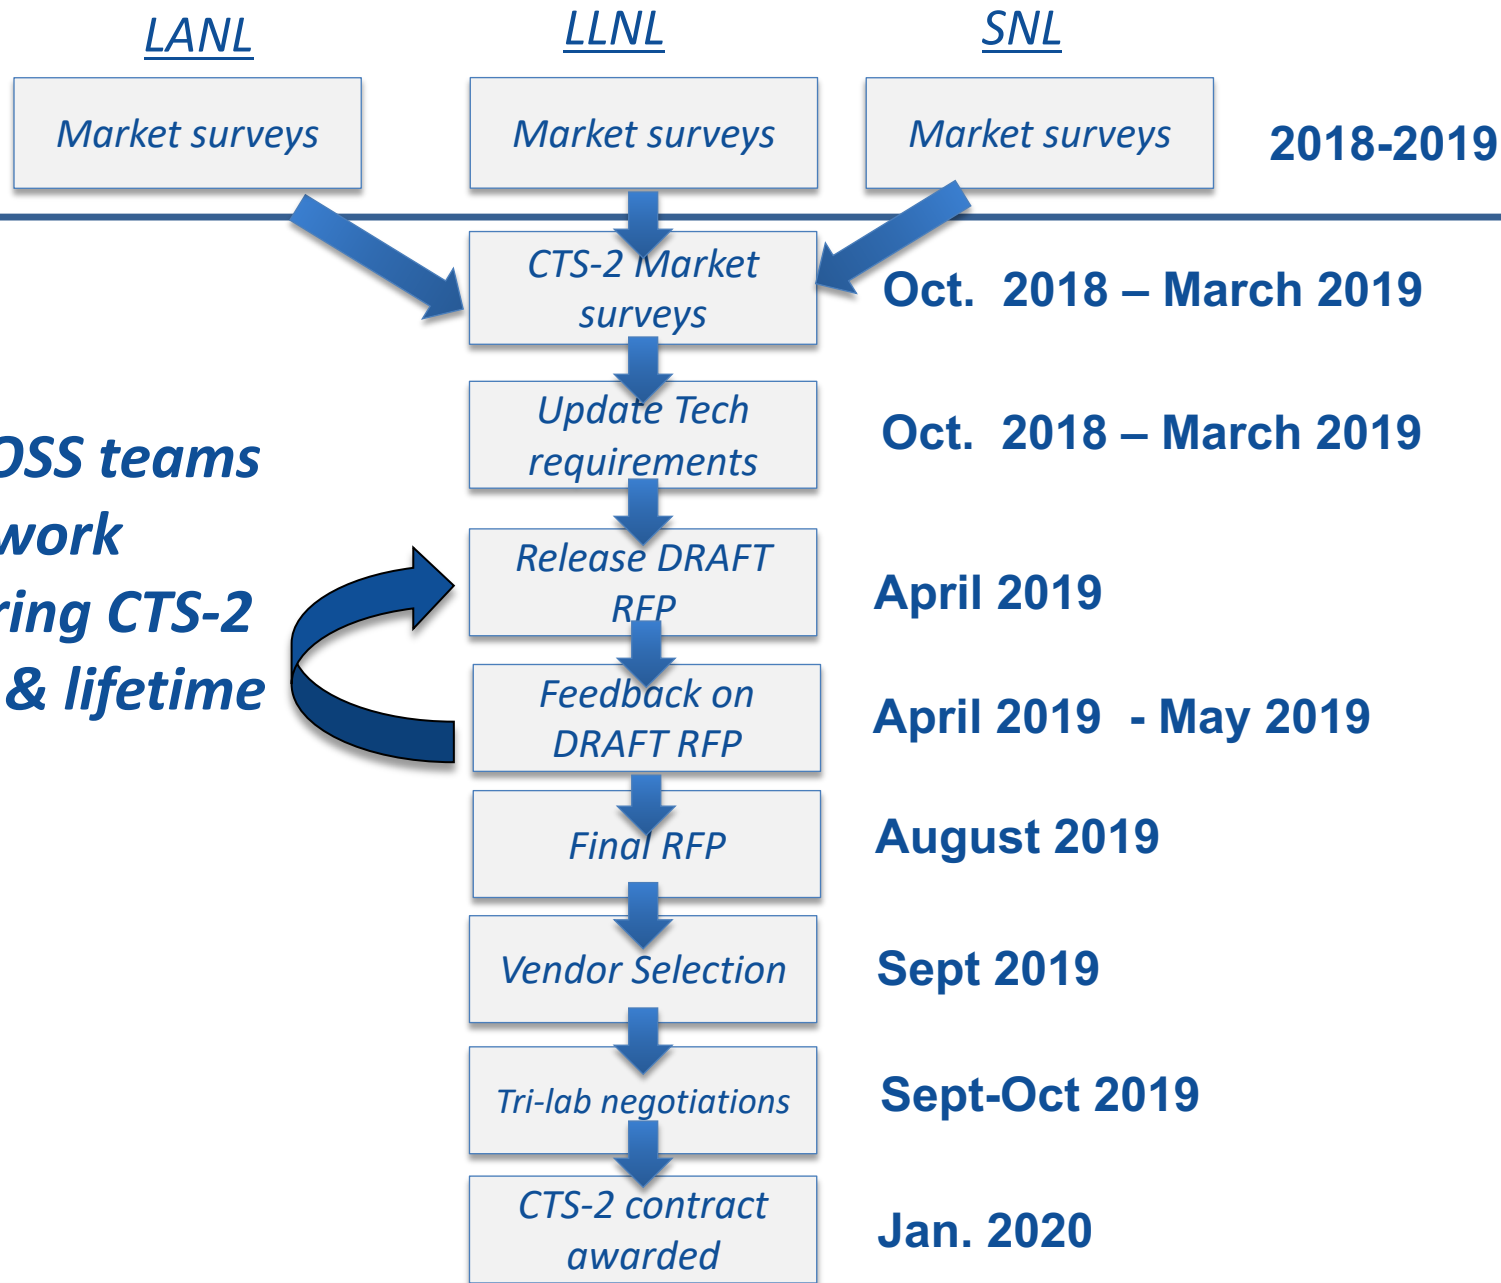 LANL
LLNL
SNL
Market surveys
Market surveys
Market surveys
2018-2019
CTS-2 Market
surveys
Oct.  2018 – March 2019
Update Tech
requirements
Oct.  2018 – March 2019
OSS teams
work
ring CTS-2
& lifetime
Release DRAFT
RFP
April 2019
Feedback on
DRAFT RFP
April 2019  - May 2019
Final RFP
August 2019
Vendor Selection
Sept 2019
Tri-lab negotiations
Sept-Oct 2019
CTS-2 contract
awarded
Jan. 2020